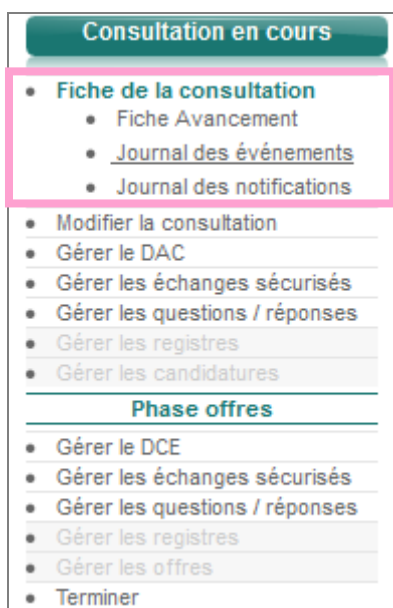 Consultation en cours
Fiche de la consultation
Fiche Avancement
Journal des événements
Journal des notifications
Modifier la consultation
Gérer le DAC
Gérer les échanges sécurisés
Gérer les questions / réponses
Gérer les registres
Gérer les candidatures
Phase offres
Gérer le DCE
Gérer les échanges sécurisés
Gérer les questions / réponses
Gérer les registres
Gérer les offres
Terminer